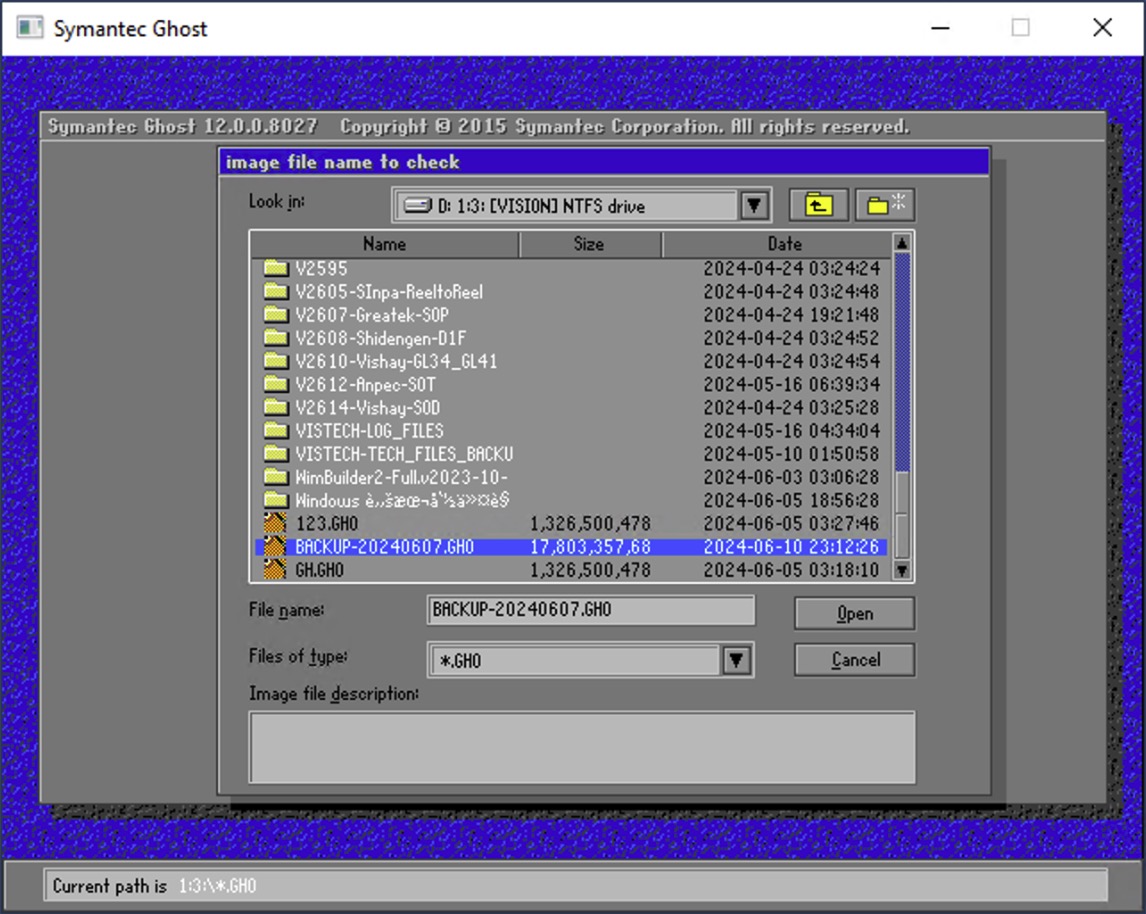 Symantec Ghost
Symantec Ghost 12.0.0.8027 Copyright © 2015 Symantec Corporation. All rights reserved.
image file name to check
Look in: D: 1:3: [VISION] NTFS drive
Name Size Date
V2595 2024-04-24 03:24:24
V2605-SInpa-ReeltoReel 2024-04-24 03:24:48
V2607-Greatek-SOP 2024-04-24 19:21:48
V2608-Shidengen-D1F 2024-04-24 03:24:52
V2610-Vishay-GL34_GL41 2024-04-24 03:24:54
V2612-Anpec-SOT 2024-05-16 06:39:34
V2614-Vishay-SOD 2024-04-24 03:25:28
VISTECH-LOG_FILES 2024-05-16 04:34:04
VISTECH-TECH_FILES_BACKU 2024-05-10 01:50:58
WimBuilder2-Full.v2023-10- 2024-06-03 03:06:28
Windows 2024-06-05 18:56:28
123.GHO 1,326,500,478 2024-06-05 03:27:46
BACKUP-20240607.GHO 17,803,357,68 2024-06-10 23:12:26
GH.GHO 1,326,500,478 2024-06-05 03:18:10
File name: BACKUP-20240607.GHO Open
Files of type: *.GHO Cancel
Image file description:
Current path is 1:3:\*.GHO